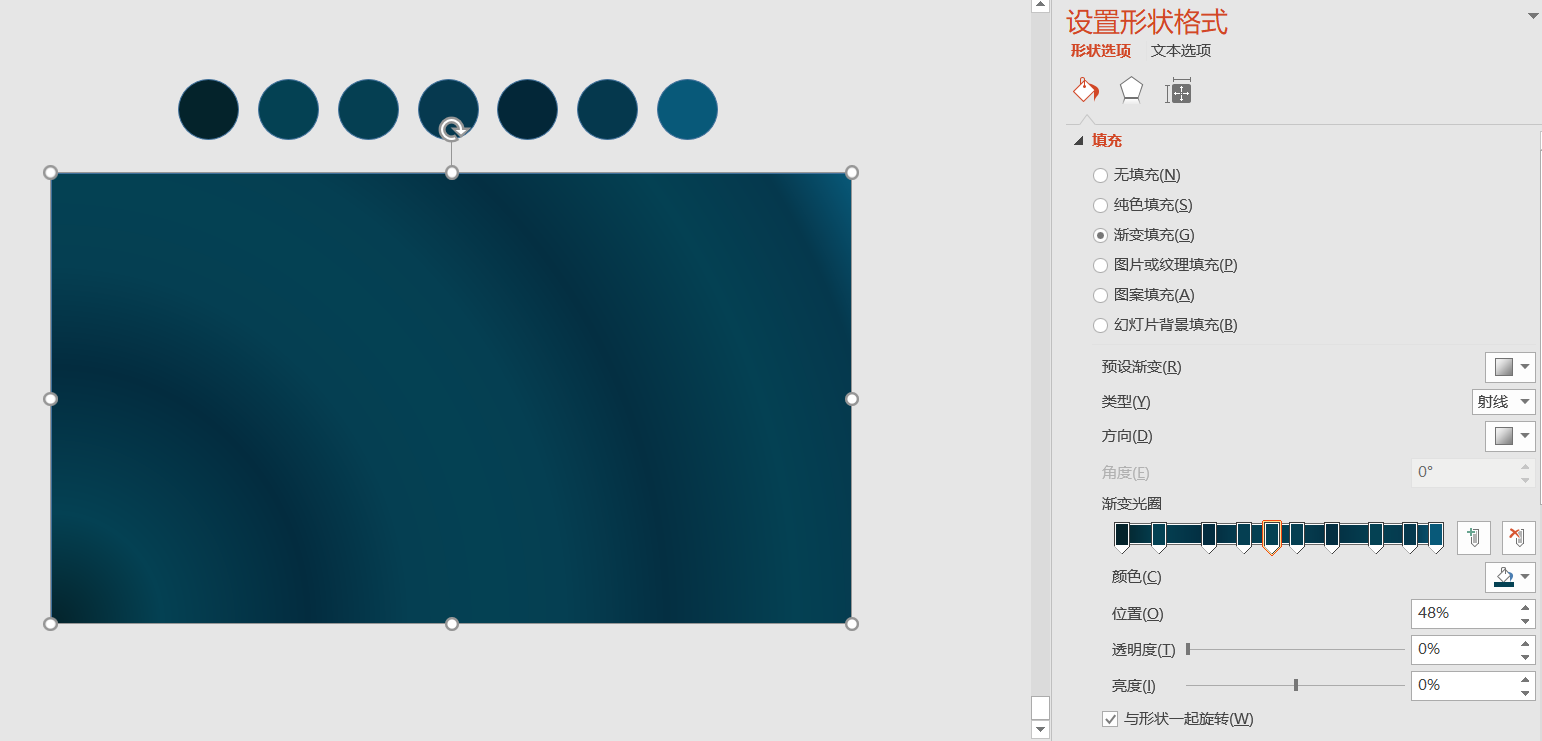 设置形状格式
形状选项 文本选项
填充
无填充(N)
纯色填充(S)
渐变填充(G)
图片或纹理填充(P)
图案填充(A)
幻灯片背景填充(B)
预设渐变(R)
类型(Y) 射线
方向(D)
角度(E) 0°
渐变光圈
颜色(C)
位置(O) 48%
透明度(T) 0%
亮度(I) 0%
与形状一起旋转(W)